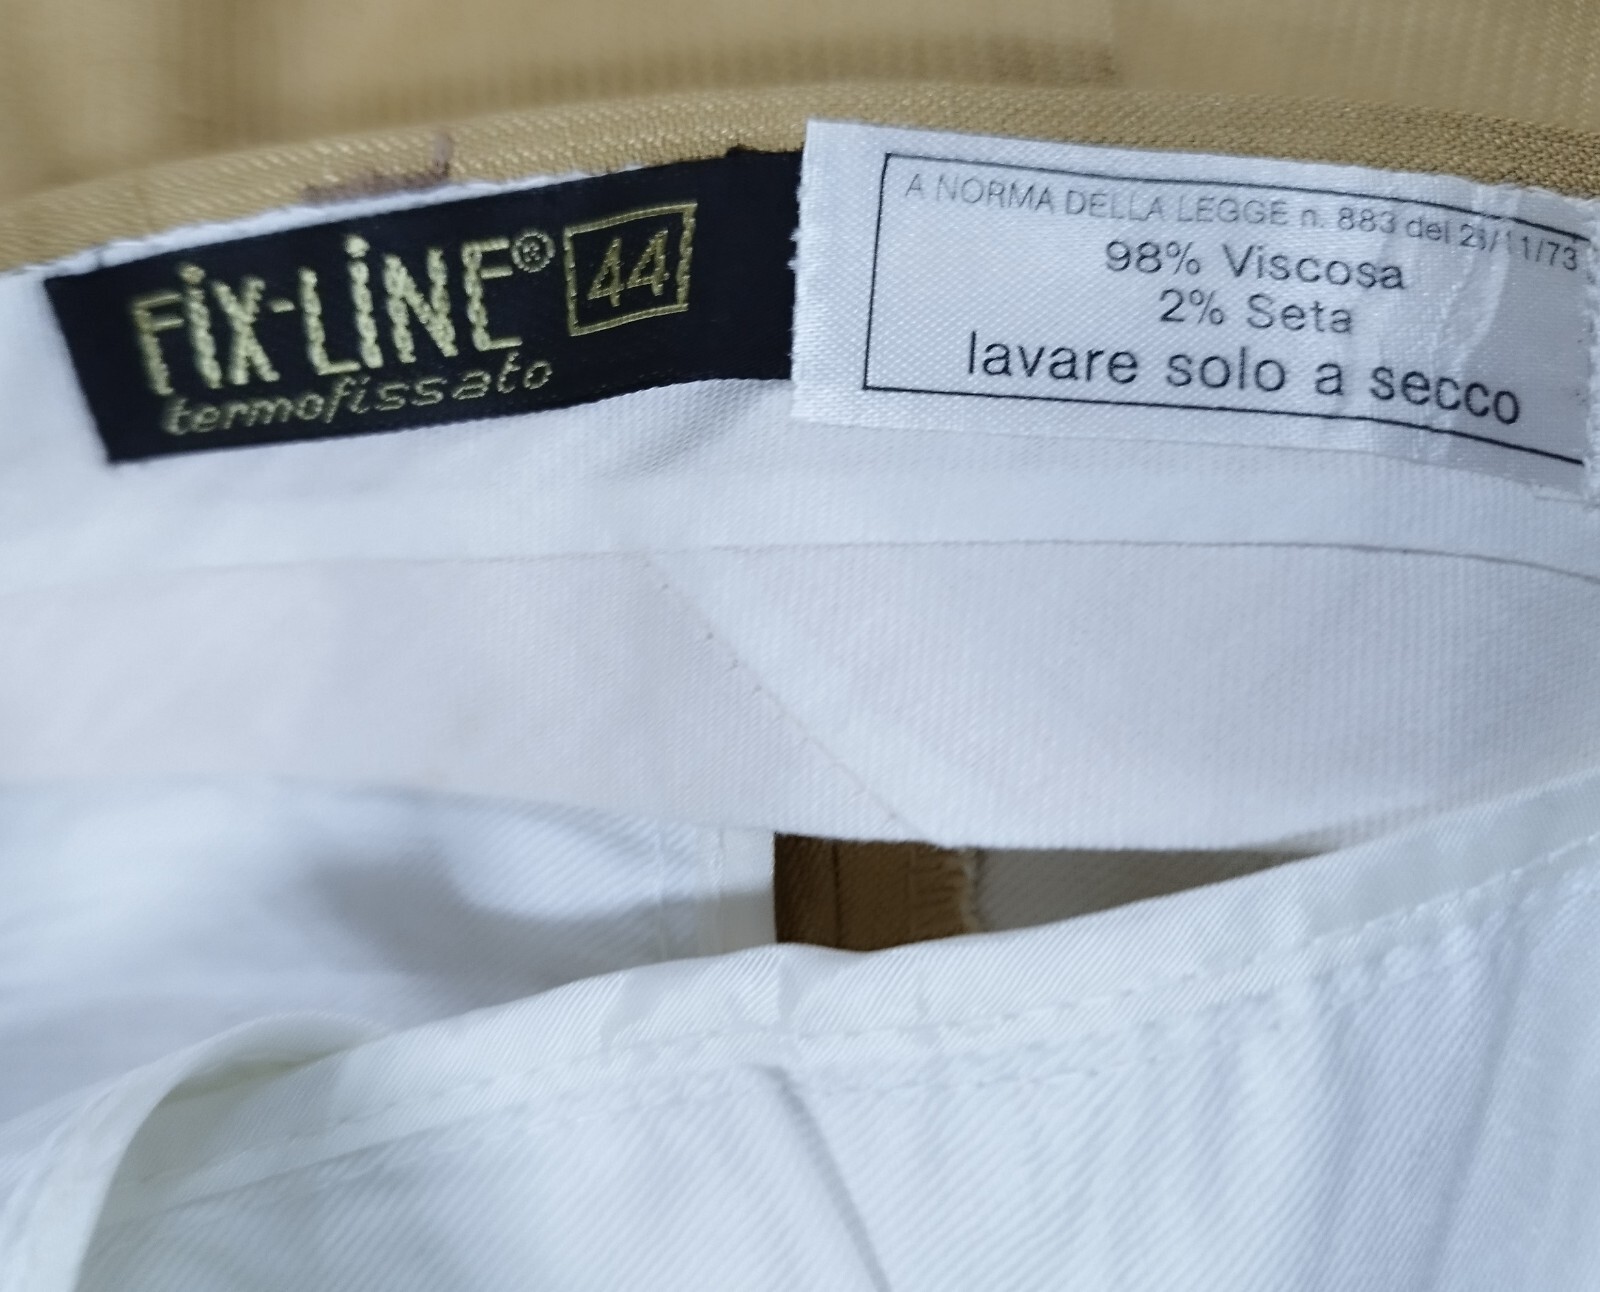 FiX-LiNE® 44
termofissato
A NORMA DELLA LEGGE n. 883 del 26/11/73
98% Viscosa
2% Seta
lavare solo a secco